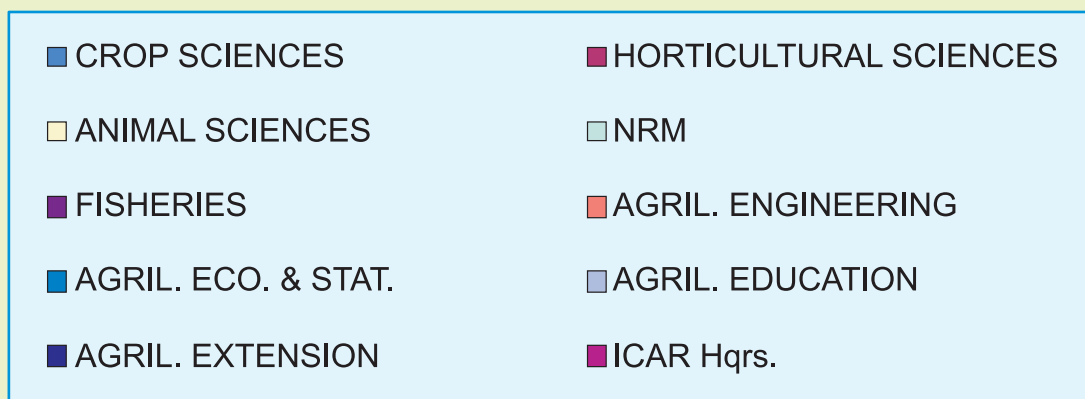 CROP SCIENCES
HORTICULTURAL SCIENCES
ANIMAL SCIENCES
NRM
FISHERIES
AGRIL. ENGINEERING
AGRIL. ECO. & STAT.
AGRIL. EDUCATION
AGRIL. EXTENSION
ICAR Hqrs.